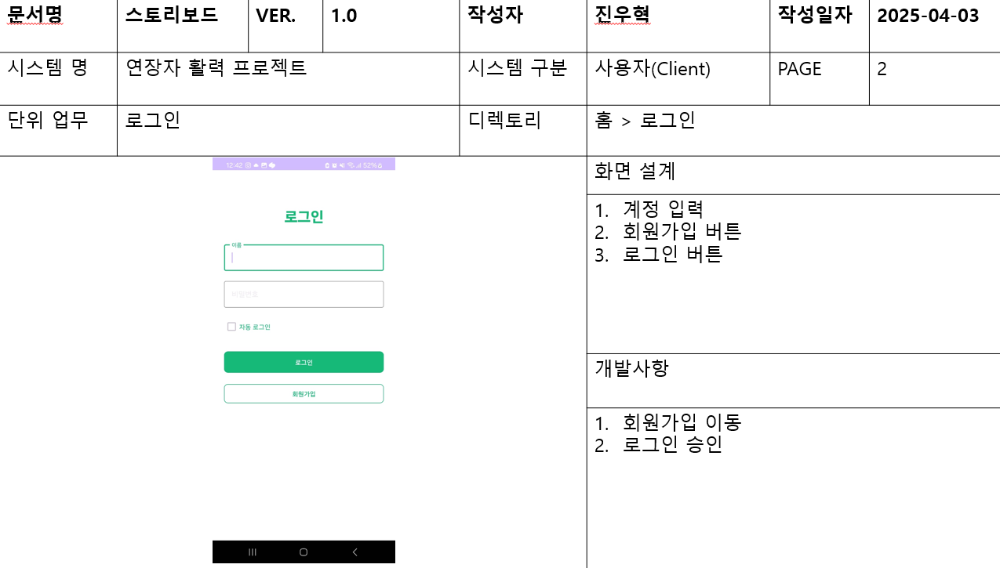 문서명 스토리보드 VER. 1.0 작성자 진우혁 작성일자 2025-04-03
시스템 명 연장자 활력 프로젝트 시스템 구분 사용자(Client) PAGE 2
단위 업무 로그인 디렉토리 홈 > 로그인
12:42 52%
로그인
이름
비밀번호
자동 로그인
로그인
회원가입
화면 설계
1. 계정 입력
2. 회원가입 버튼
3. 로그인 버튼
개발사항
1. 회원가입 이동
2. 로그인 승인